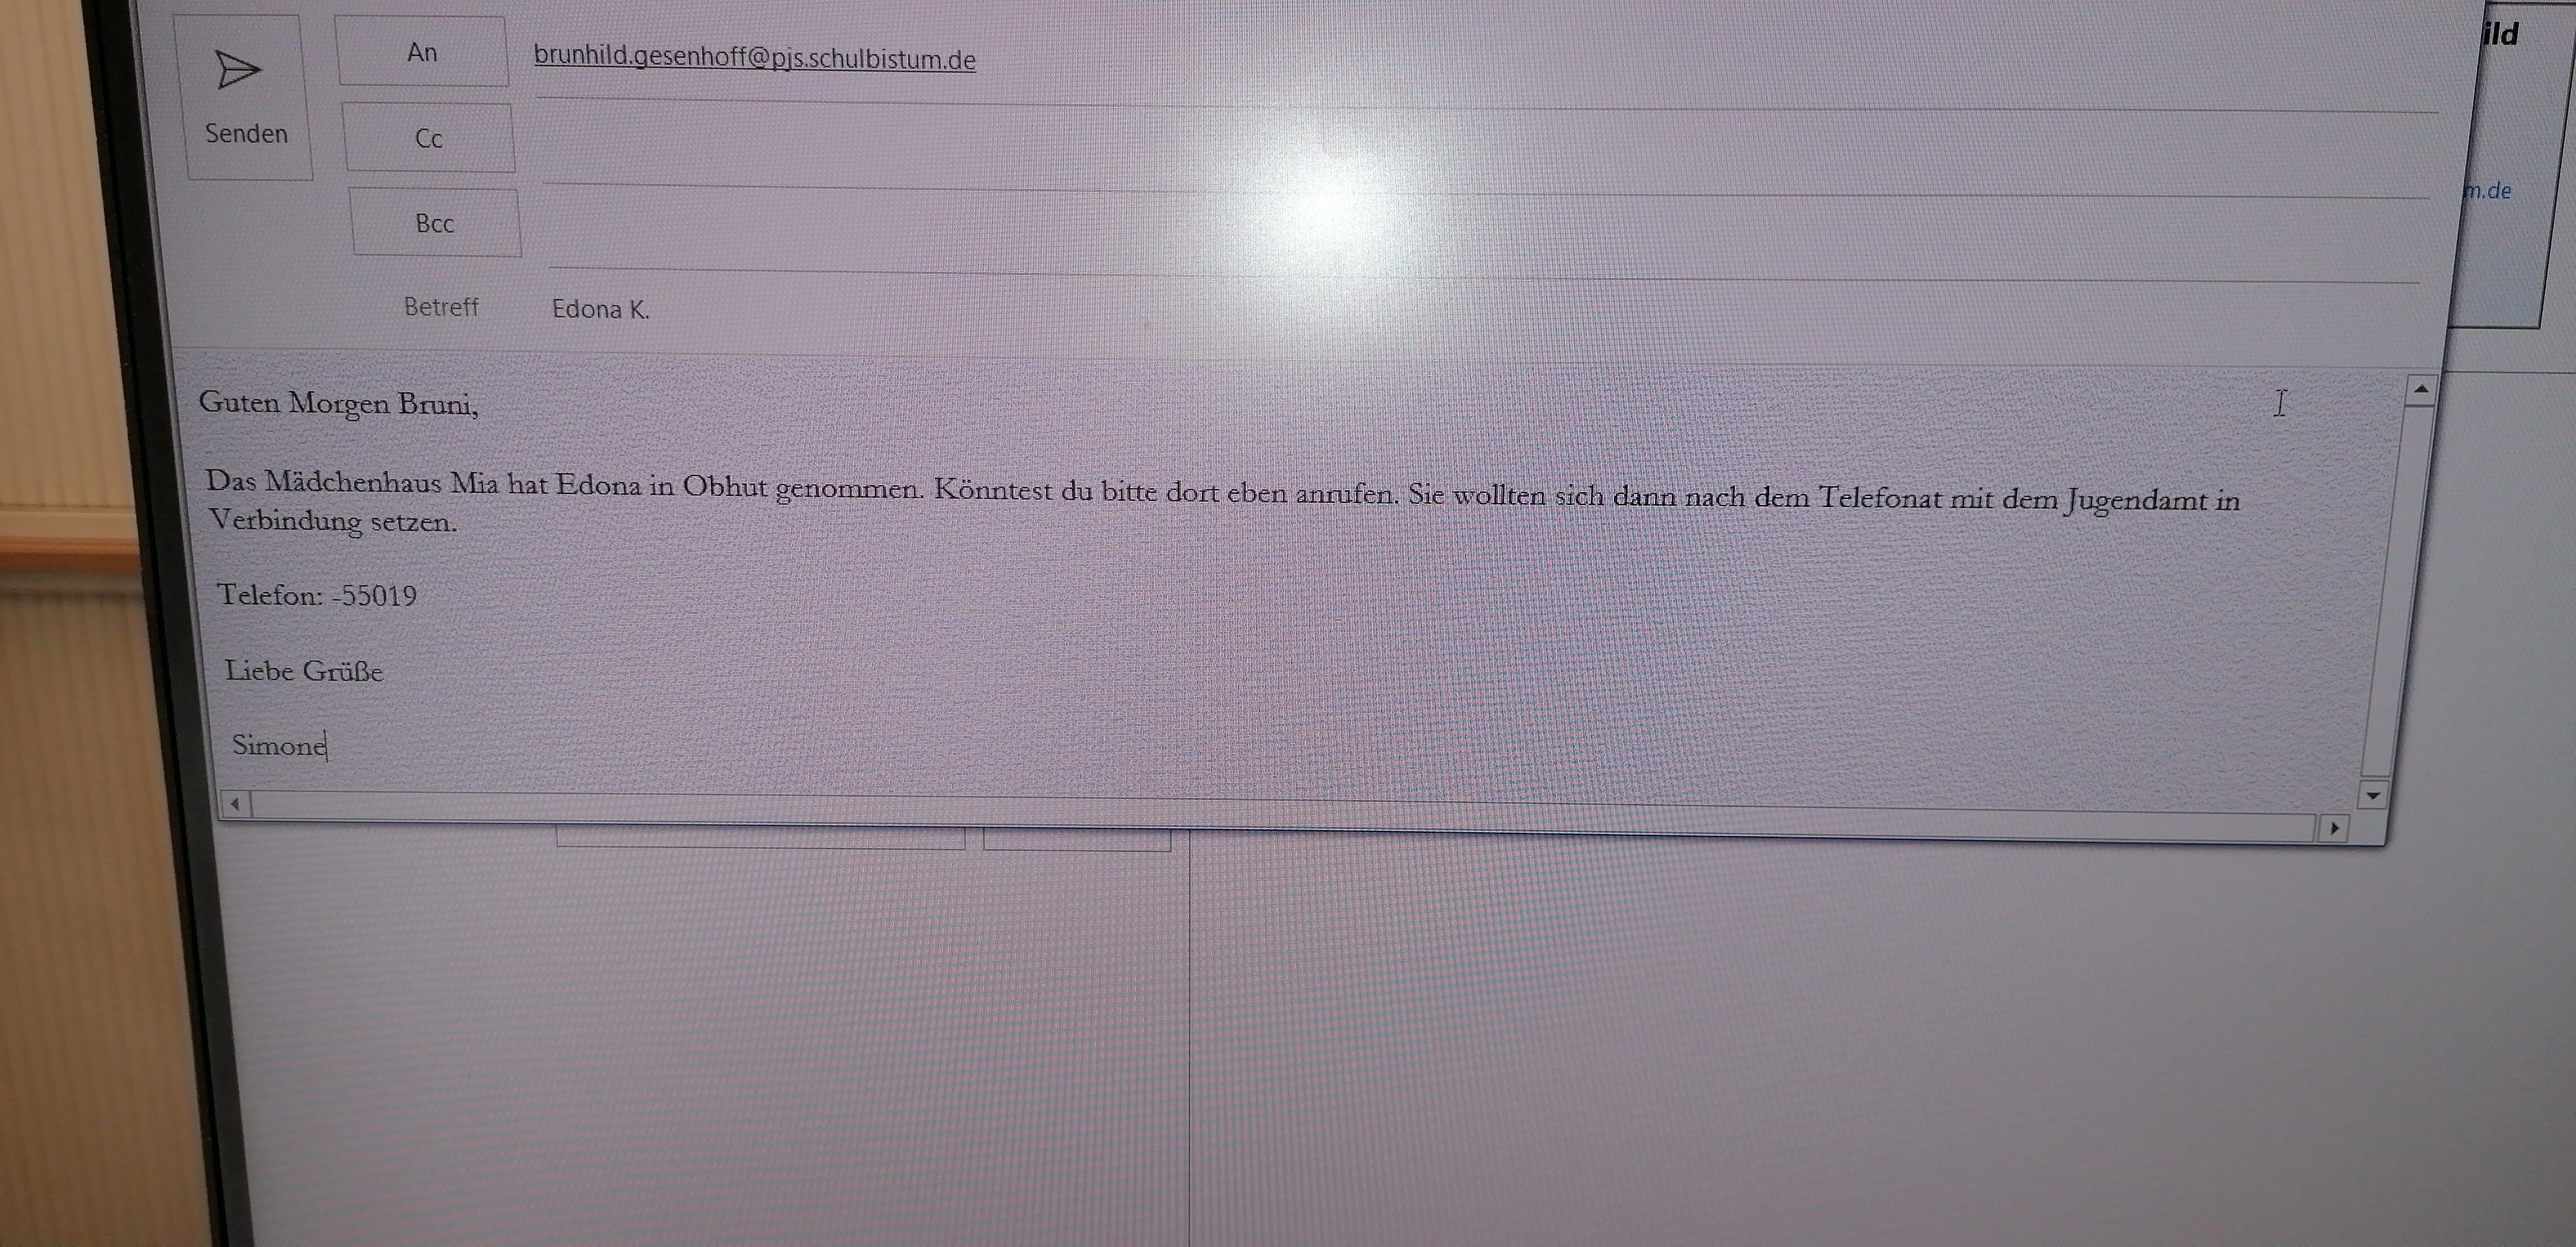 Senden
An
brunhild.gesenhoff@pjs.schulbistum.de
Cc
Bcc
Betreff
Edona K.
Guten Morgen Bruni,
Das Mädchenhaus Mia hat Edona in Obhut genommen. Könntest du bitte dort eben anrufen. Sie wollten sich dann nach dem Telefonat mit dem Jugendamt in
Verbindung setzen.
Telefon: -55019
Liebe Grüße
Simone
ild
m.de